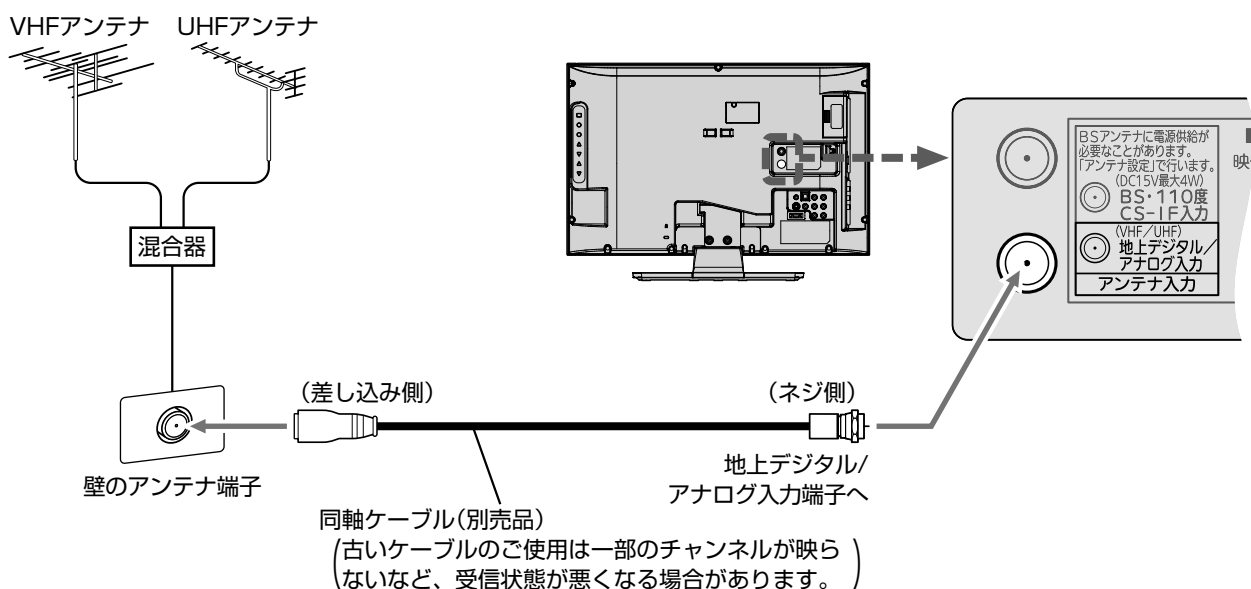 VHFアンテナ
UHFアンテナ
混合器
壁のアンテナ端子
(差し込み側)
(ネジ側)
地上デジタル/
アナログ入力端子へ
同軸ケーブル(別売品)
(古いケーブルのご使用は一部のチャンネルが映ら
ないなど、受信状態が悪くなる場合があります。)
BSアンテナに電源供給が
必要なことがあります。
「アンテナ設定」で行います。
(DC15V最大4W)
BS・110度
CS-IF入力
(VHF/UHF)
地上デジタル/
アナログ入力
アンテナ入力
映